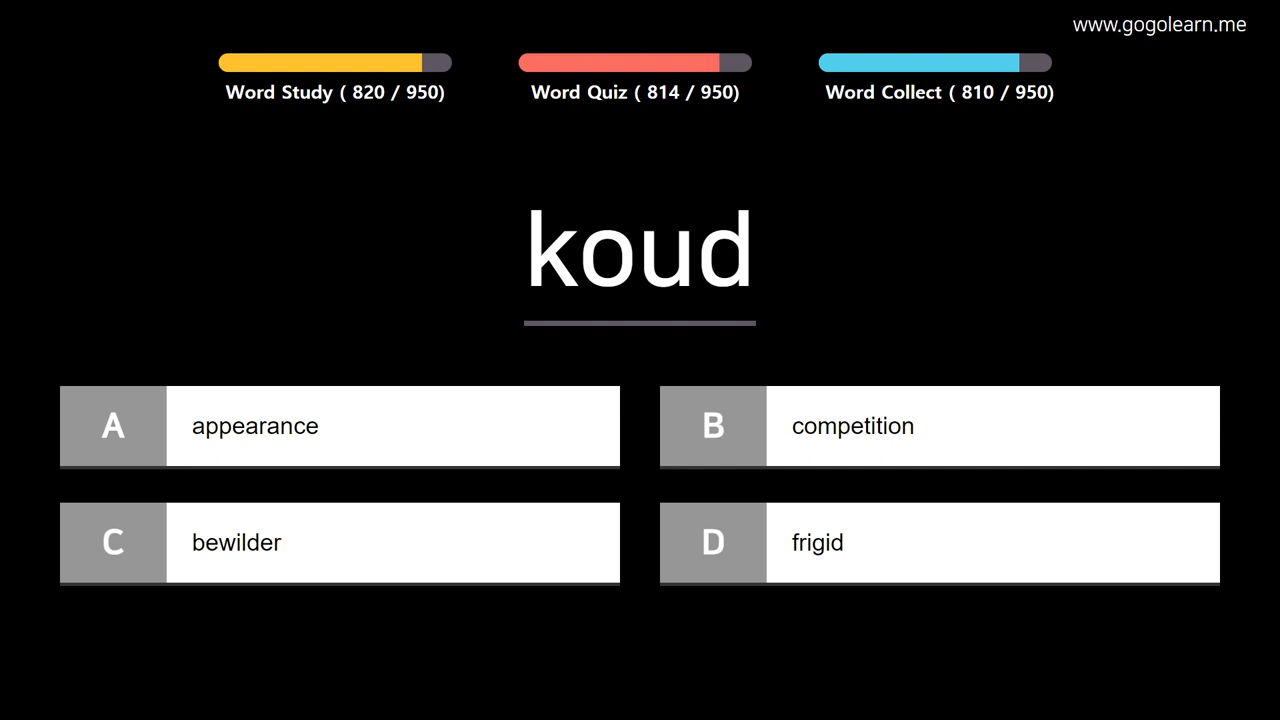 www.gogolearn.me
Word Study ( 820 / 950)
Word Quiz ( 814 / 950)
Word Collect ( 810 / 950)
koud
A appearance
B competition
C bewilder
D frigid